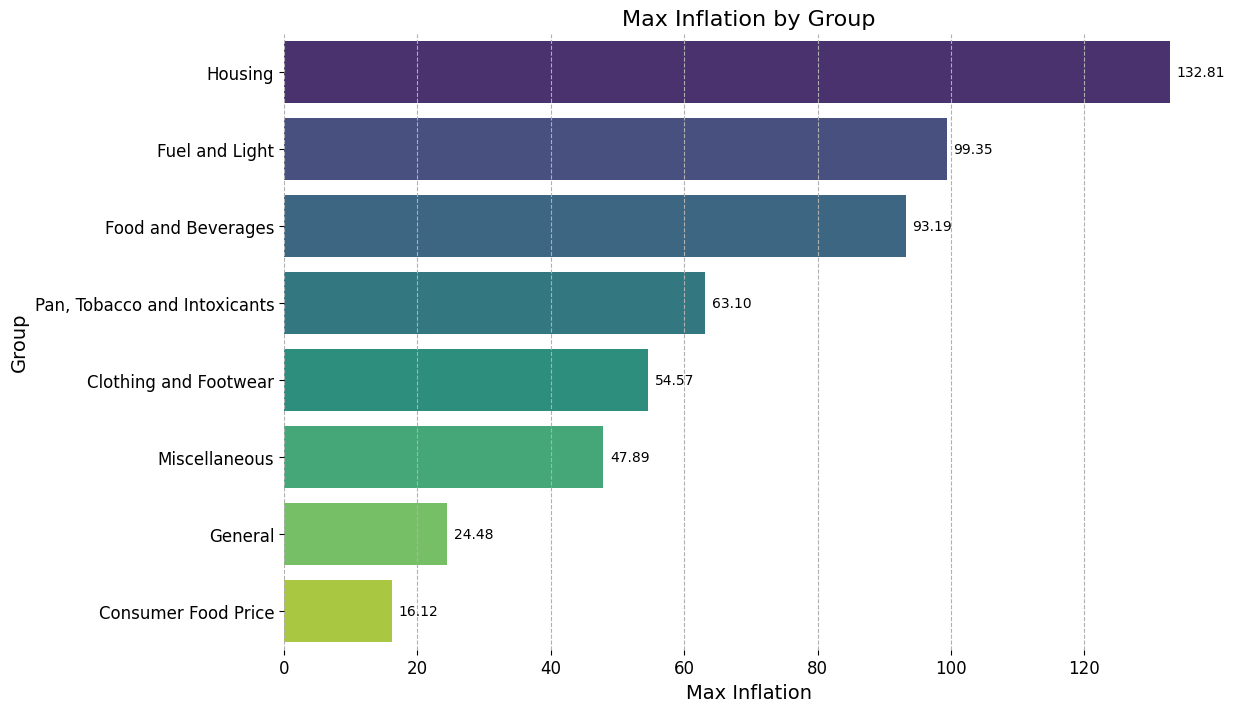 Max Inflation by Group
Housing
132.81
Fuel and Light
99.35
Food and Beverages
93.19
Pan, Tobacco and Intoxicants
63.10
Clothing and Footwear
54.57
Miscellaneous
47.89
General
24.48
Consumer Food Price
16.12
Group
0 20 40 60 80 100 120
Max Inflation